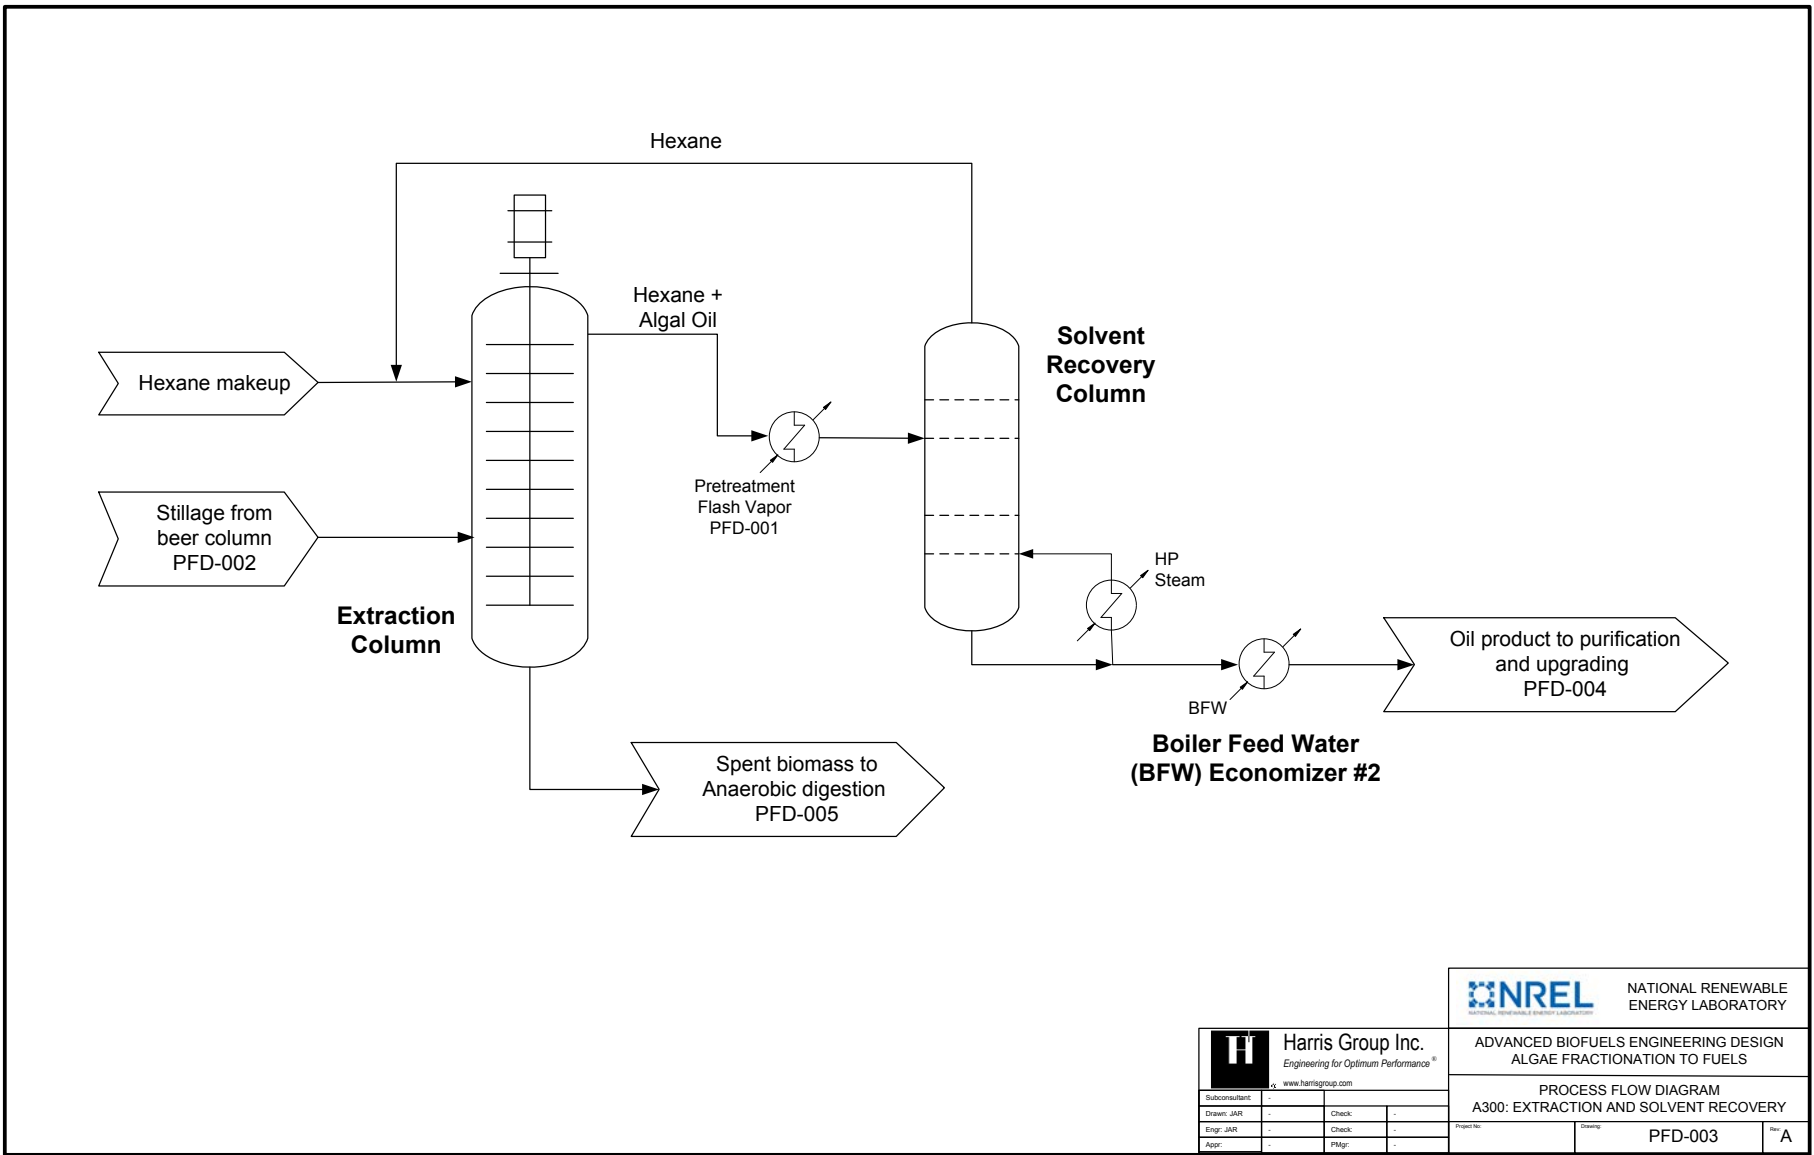 Hexane
Hexane +
Algal Oil
Solvent
Recovery
Column
Hexane makeup
Pretreatment
Flash Vapor
PFD-001
Stillage from
beer column
PFD-002
HP
Steam
Extraction
Column
Oil product to purification
and upgrading
PFD-004
BFW
Boiler Feed Water
(BFW) Economizer #2
Spent biomass to
Anaerobic digestion
PFD-005
NREL
NATIONAL RENEWABLE ENERGY LABORATORY
NATIONAL RENEWABLE
ENERGY LABORATORY
H
Harris Group Inc.
Engineering for Optimum Performance ®
www.harrisgroup.com
ADVANCED BIOFUELS ENGINEERING DESIGN
ALGAE FRACTIONATION TO FUELS
PROCESS FLOW DIAGRAM
A300: EXTRACTION AND SOLVENT RECOVERY
Subconsultant: -
Drawn: JAR - Check: -
Engr: JAR - Check: -
Appr: - PMgr: -
Project No:
Drawing: PFD-003
Rev: A